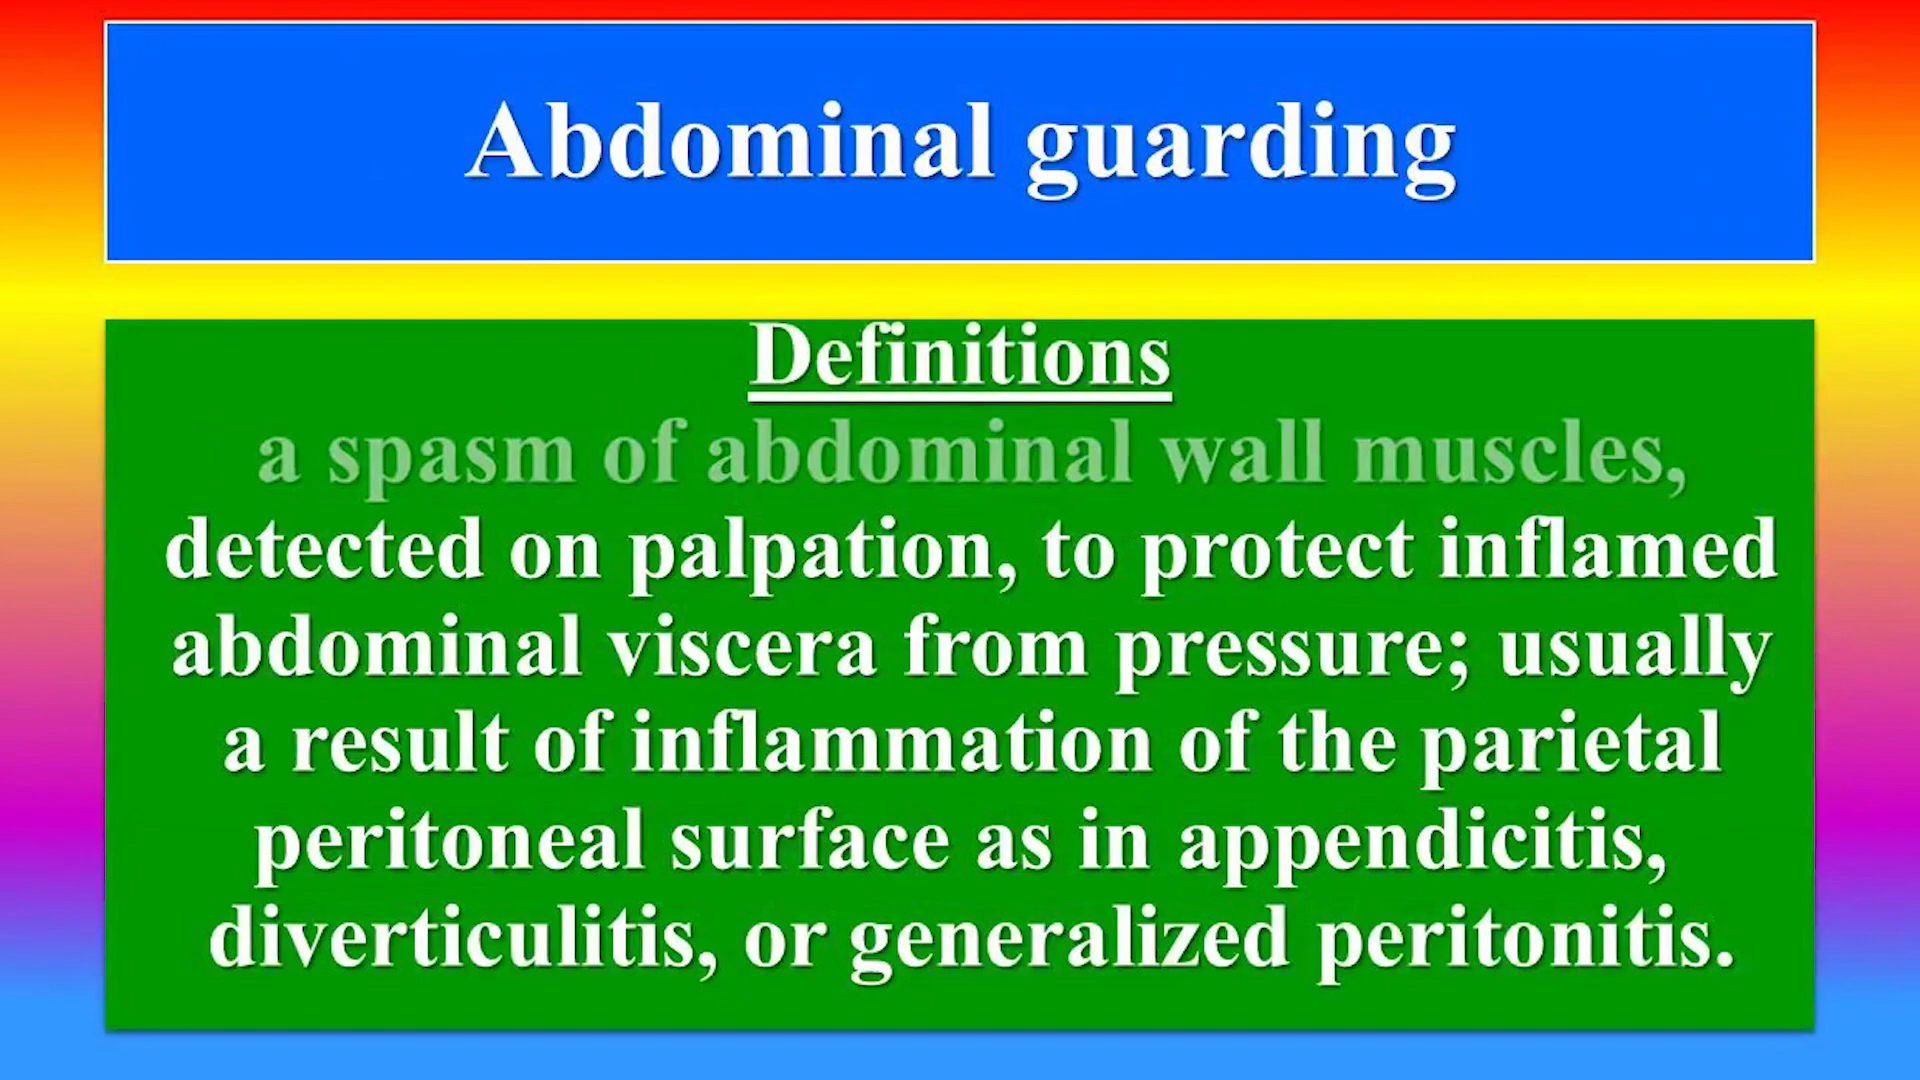 Abdominal guarding
Definitions
a spasm of abdominal wall muscles,
detected on palpation, to protect inflamed
abdominal viscera from pressure; usually
a result of inflammation of the parietal
peritoneal surface as in appendicitis,
diverticulitis, or generalized peritonitis.